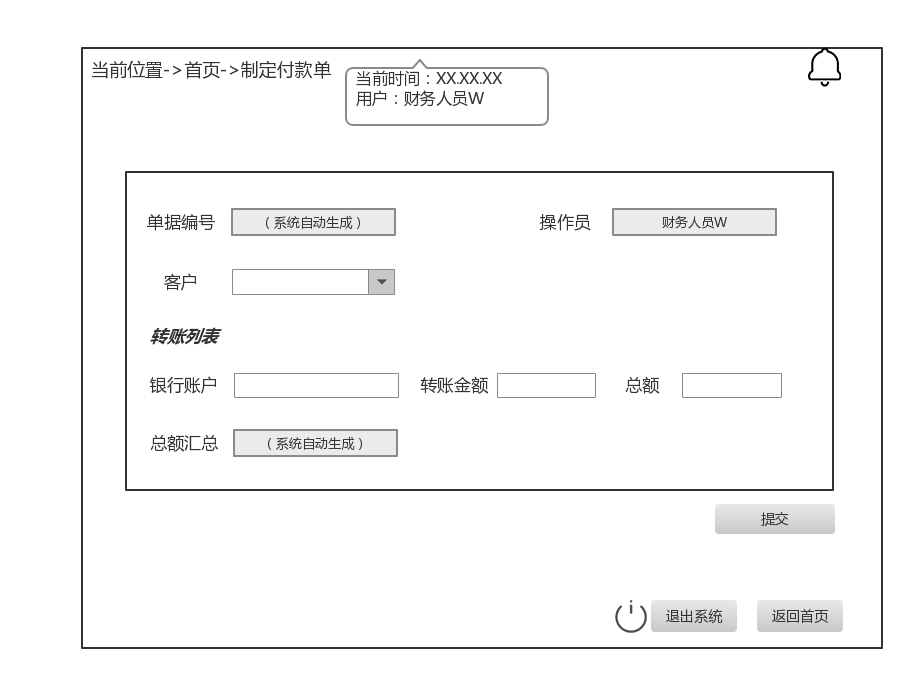 当前位置->首页->制定付款单
当前时间：XX.XX.XX
用户：财务人员W
单据编号 （系统自动生成） 操作员 财务人员W
客户
转账列表
银行账户 转账金额 总额
总额汇总 （系统自动生成）
提交
退出系统 返回首页